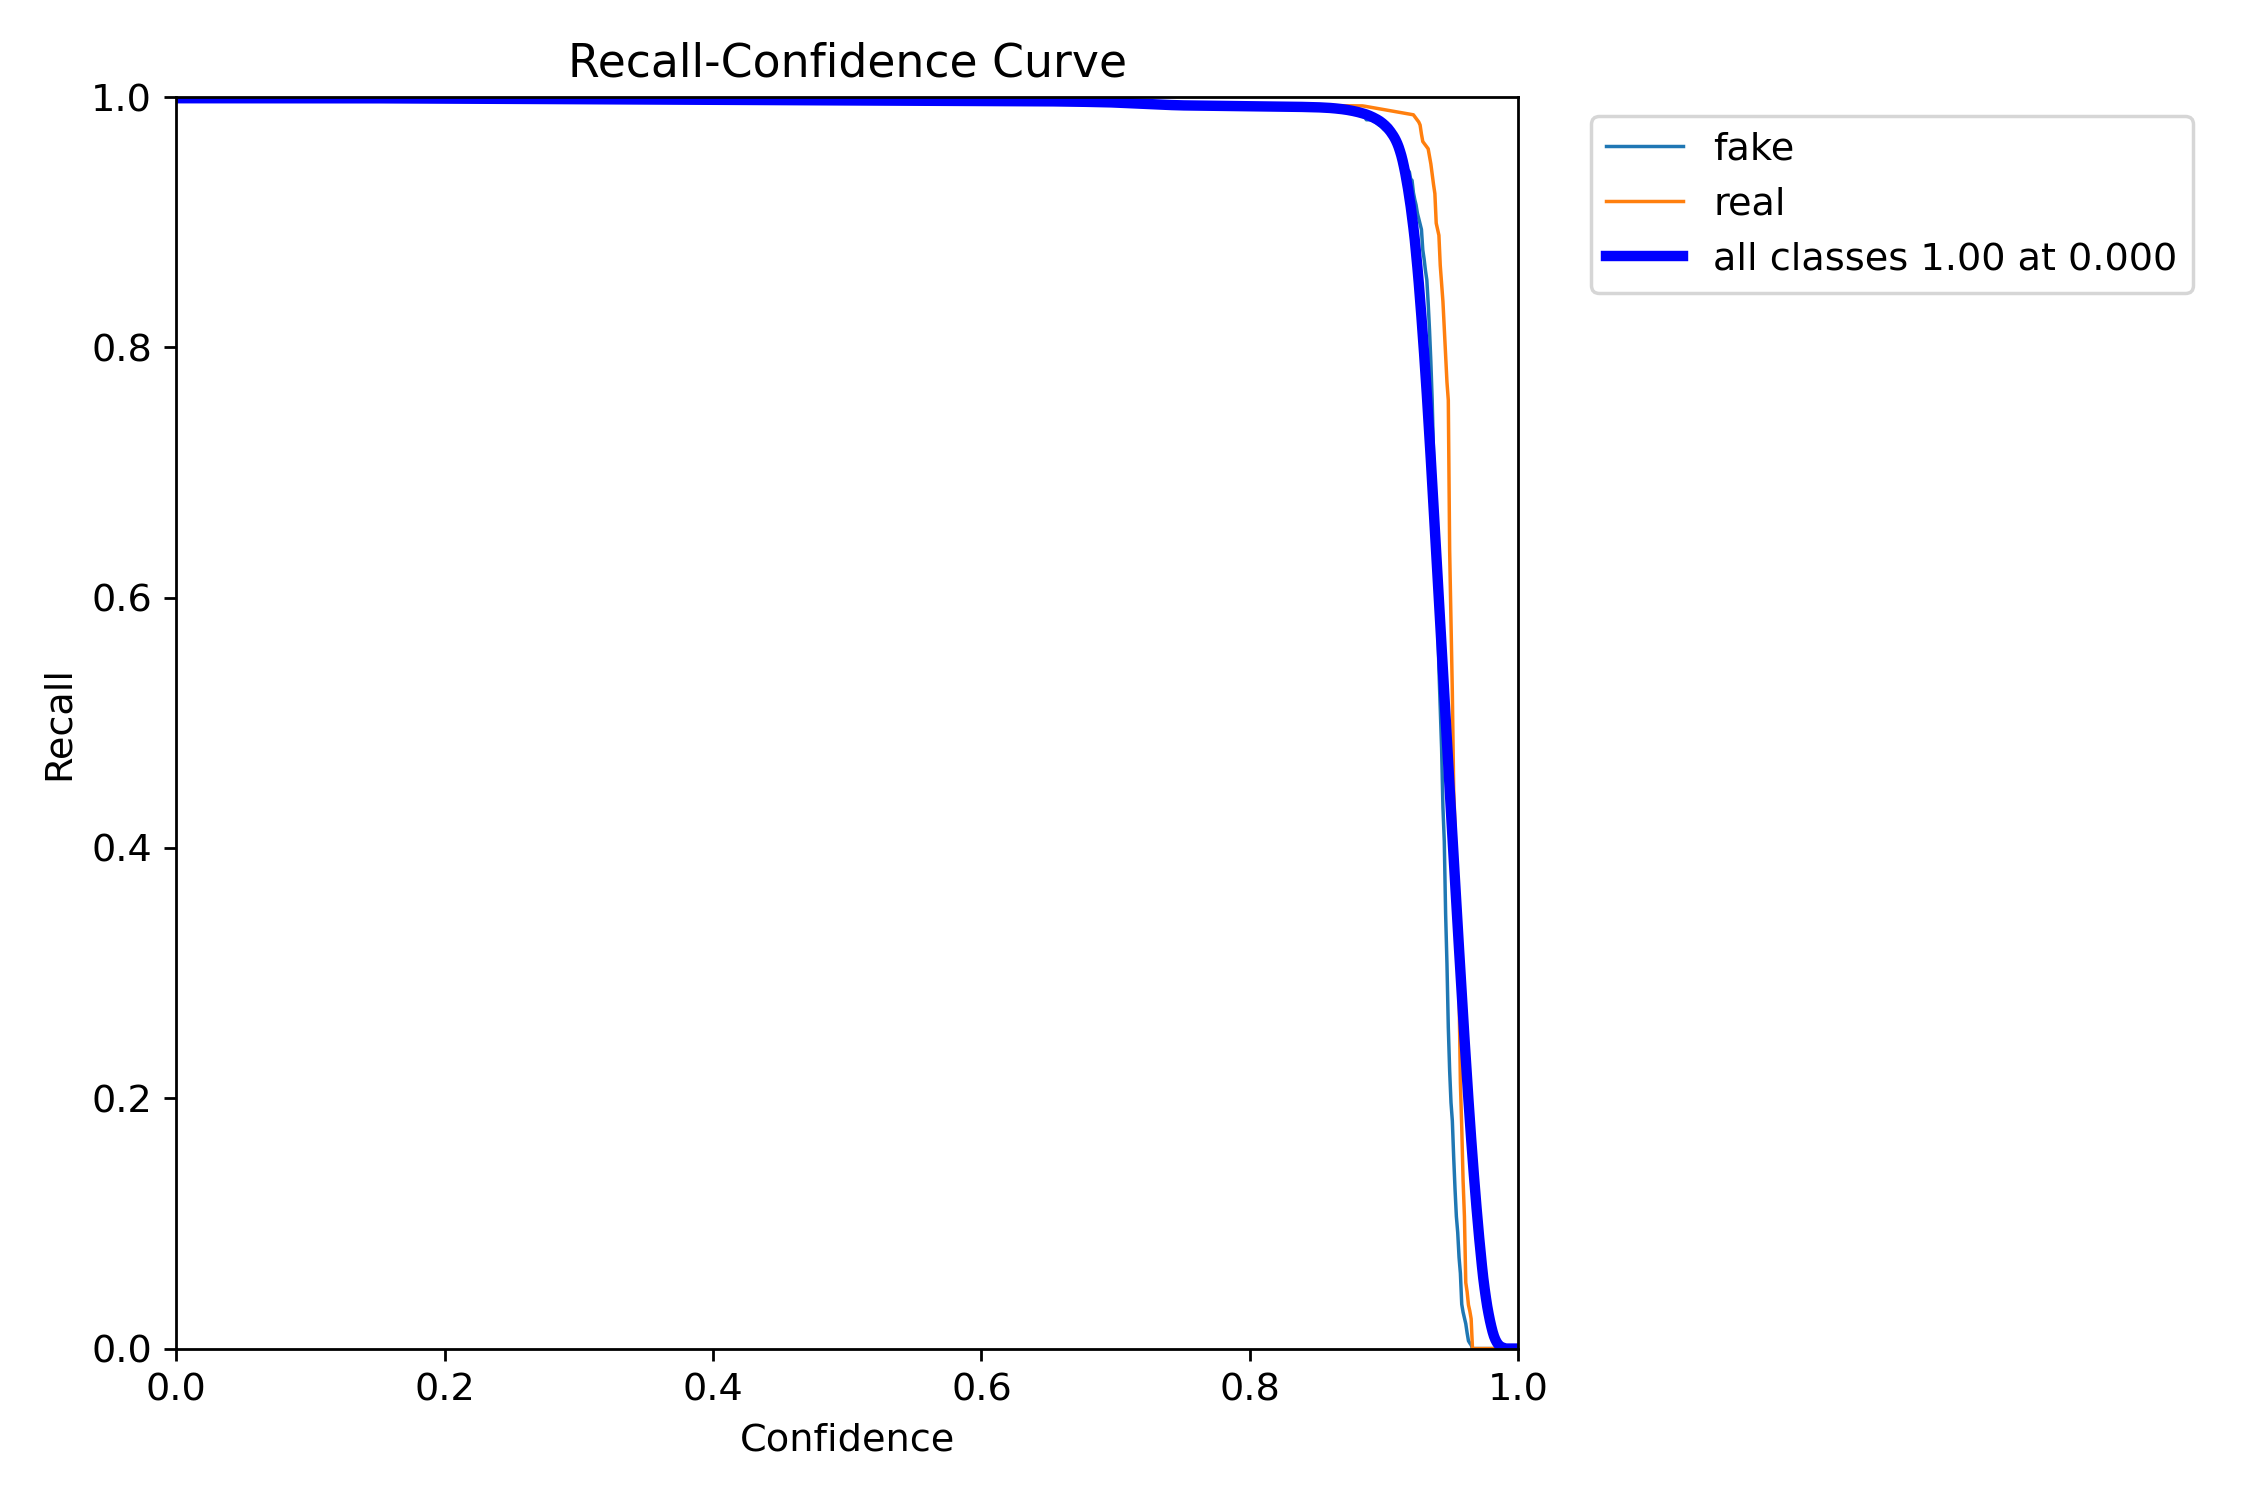 Recall-Confidence Curve
1.0
0.8
0.6
0.4
0.2
0.0
Recall
0.0 0.2 0.4 0.6 0.8 1.0
Confidence
fake
real
all classes 1.00 at 0.000